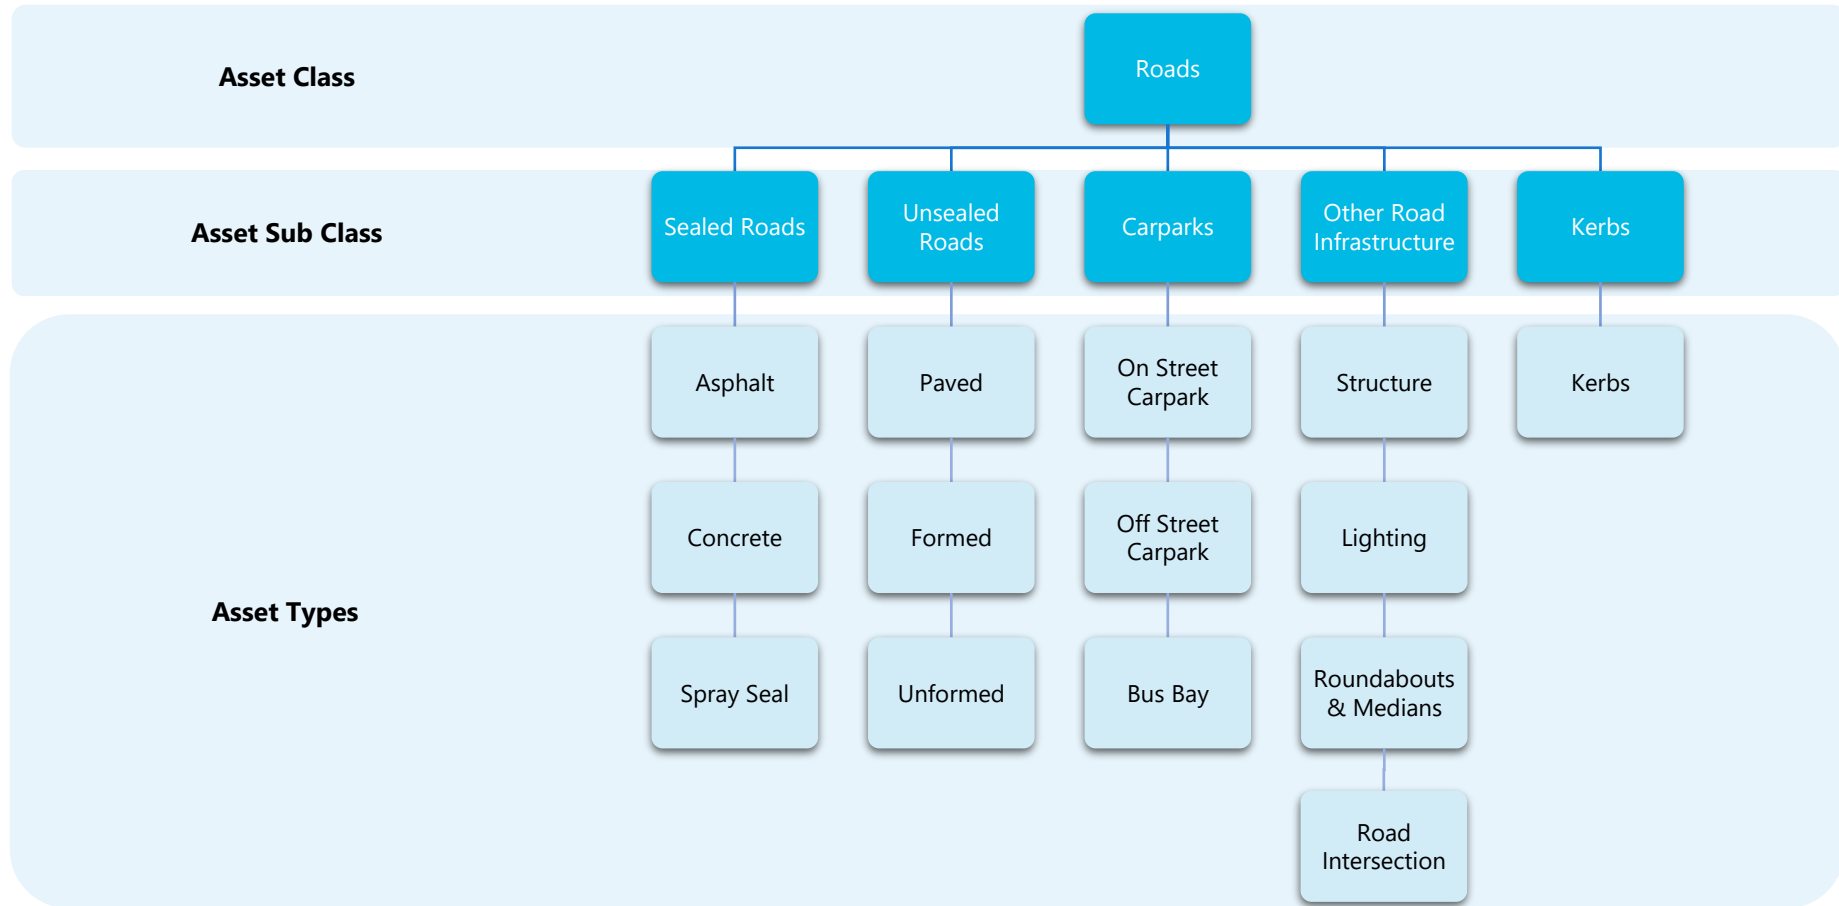 Asset Class
Roads
Asset Sub Class
Sealed Roads
Unsealed
Roads
Carparks
Other Road
Infrastructure
Kerbs
Asset Types
Asphalt
Paved
On Street
Carpark
Structure
Kerbs
Concrete
Formed
Off Street
Carpark
Lighting
Spray Seal
Unformed
Bus Bay
Roundabouts
& Medians
Road
Intersection